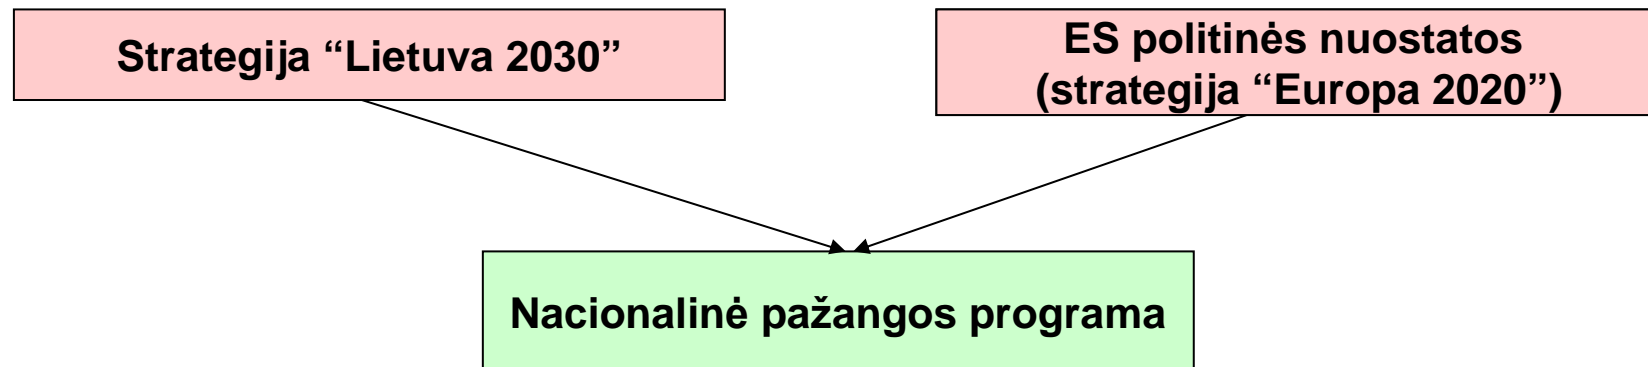 Strategija “Lietuva 2030”
ES politinės nuostatos
(strategija “Europa 2020”)
Nacionalinė pažangos programa